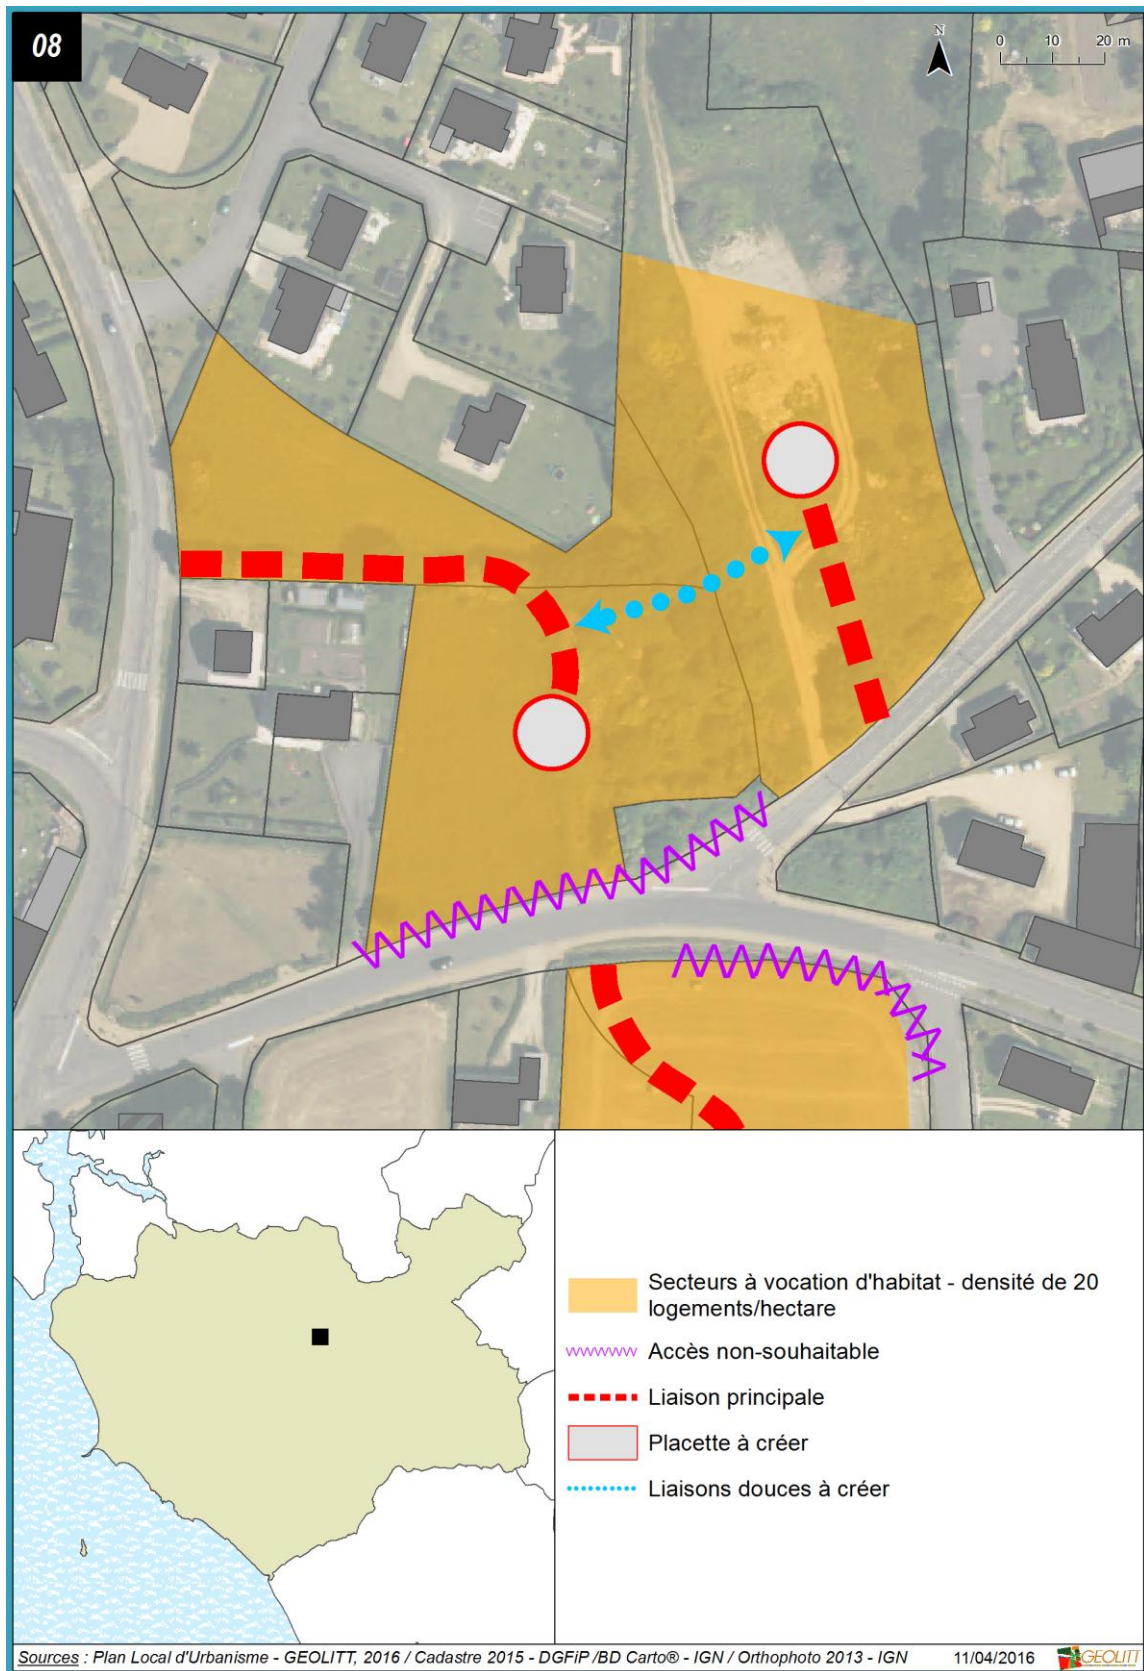 08
N
0 10 20 m
Secteurs à vocation d'habitat - densité de 20
logements/hectare
Accès non-souhaitable
Liaison principale
Placette à créer
Liaisons douces à créer
Sources : Plan Local d'Urbanisme - GEOLITT, 2016 / Cadastre 2015 - DGFiP /BD Carto® - IGN / Orthophoto 2013 - IGN 11/04/2016 GEOLITT